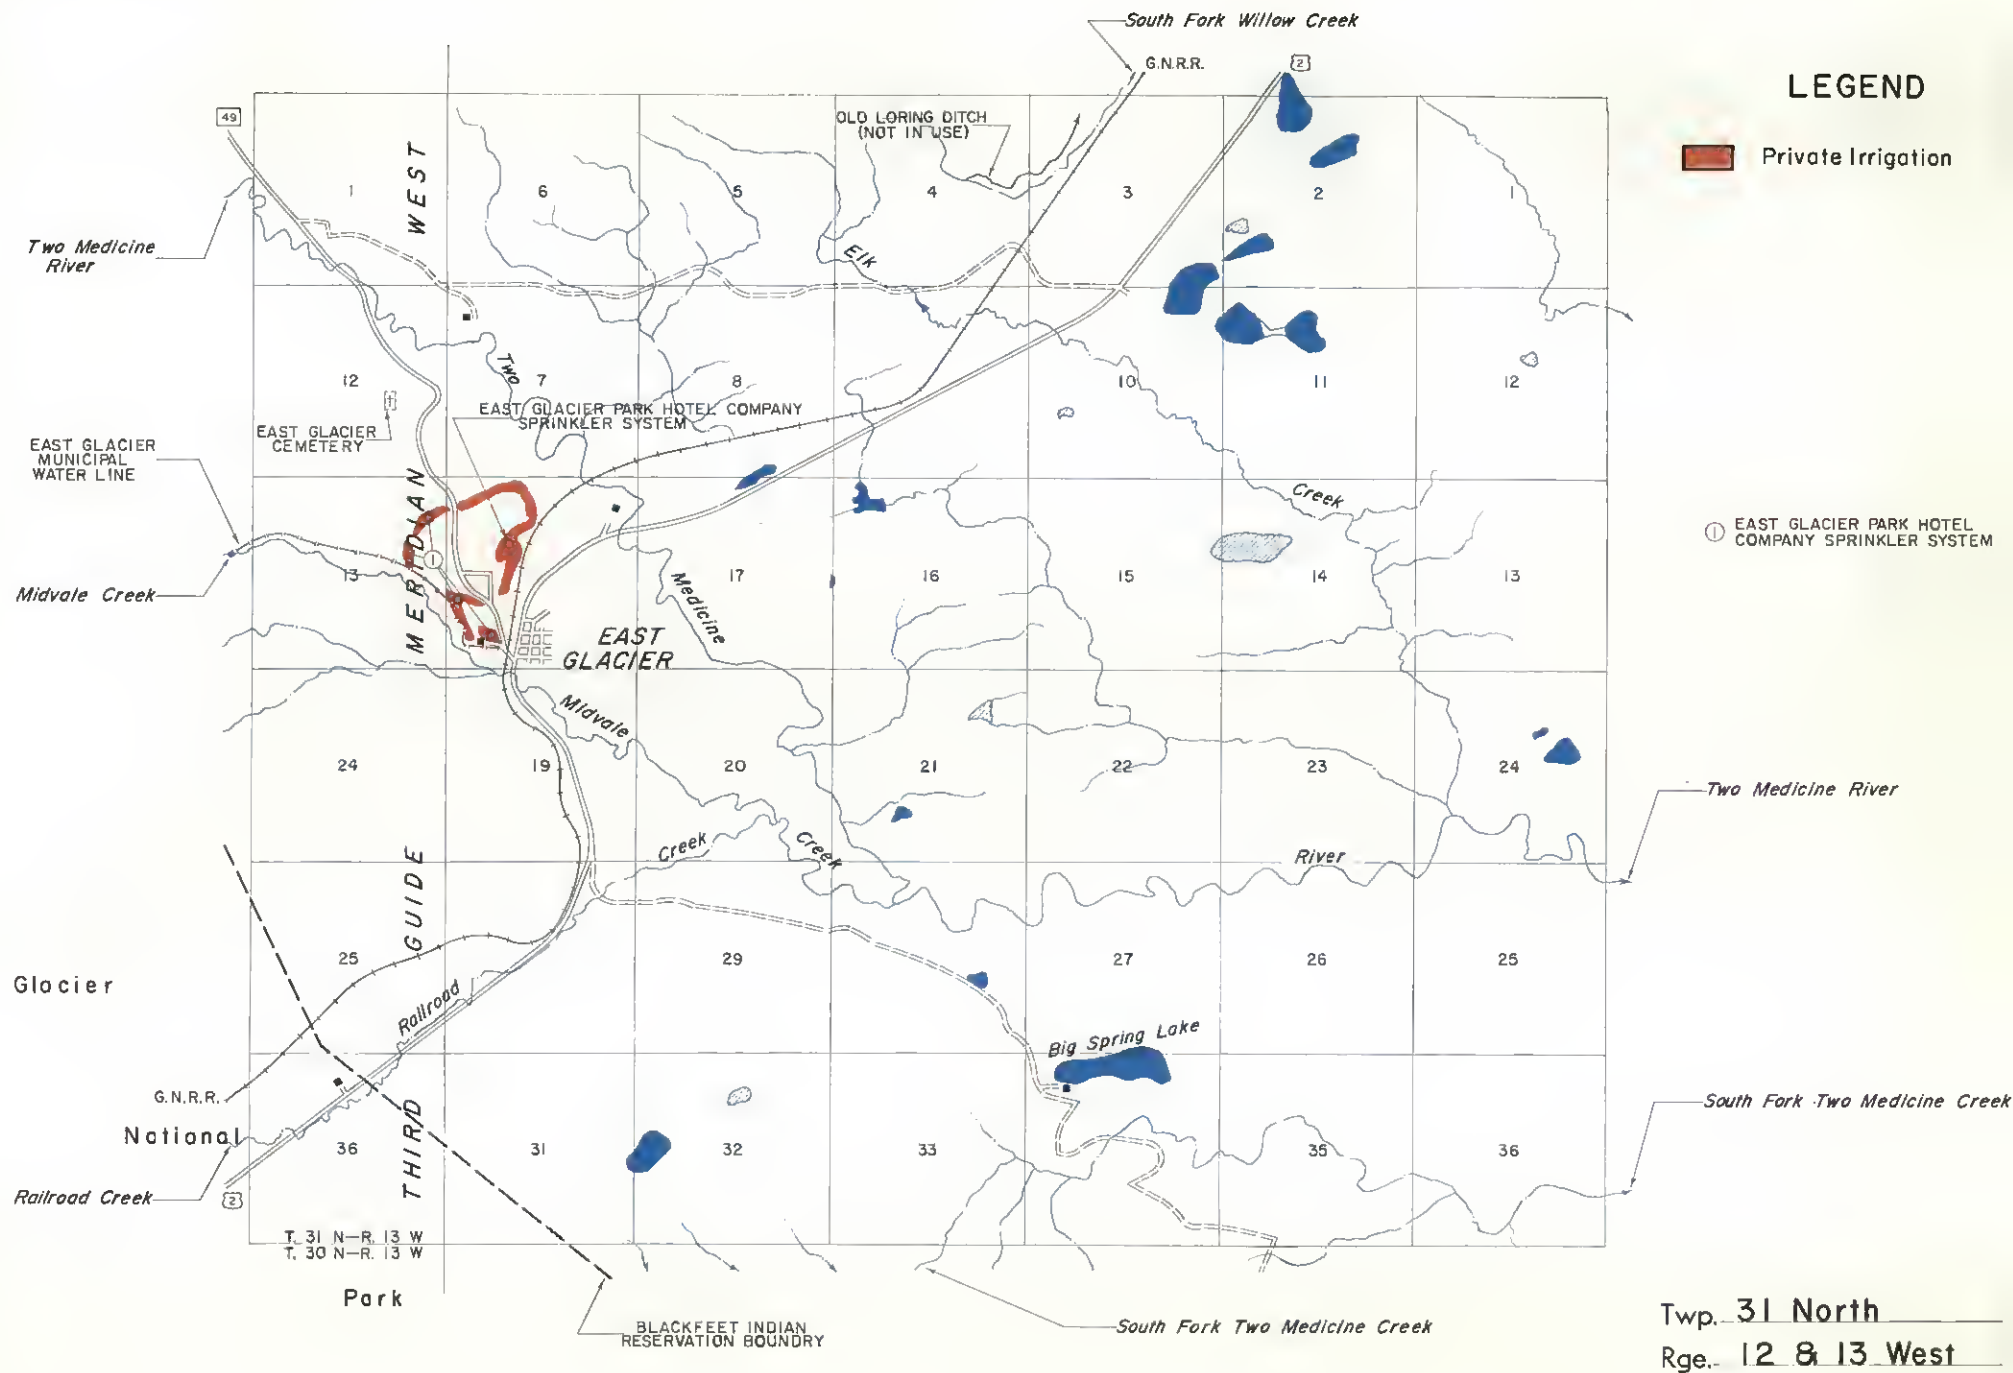 South Fork Willow Creek
G.N.R.R.
2
LEGEND
49
OLD LORING DITCH
(NOT IN USE)
Private Irrigation
WEST
1
6
5
4
3
2
1
Two Medicine
River
Elk
Two
12
7
8
10
11
12
EAST GLACIER PARK HOTEL COMPANY
SPRINKLER SYSTEM
EAST GLACIER
CEMETERY
EAST GLACIER
MUNICIPAL
WATER LINE
MERIDIAN
Creek
1 EAST GLACIER PARK HOTEL
COMPANY SPRINKLER SYSTEM
1
13
17
16
15
14
13
Midvale Creek
Medicine
EAST
GLACIER
Midvale
24
19
20
21
22
23
24
Two Medicine River
Creek
Creek
River
GUIDE
25
29
27
26
25
Glacier
Railroad
Big Spring Lake
G.N.R.R.
National
South Fork Two Medicine Creek
THIRD
36
31
32
33
35
36
Railroad Creek
2
T. 31 N-R. 13 W
T. 30 N-R. 13 W
Park
BLACKFEET INDIAN
RESERVATION BOUNDRY
South Fork Two Medicine Creek
Twp. 31 North
Rge. 12 & 13 West